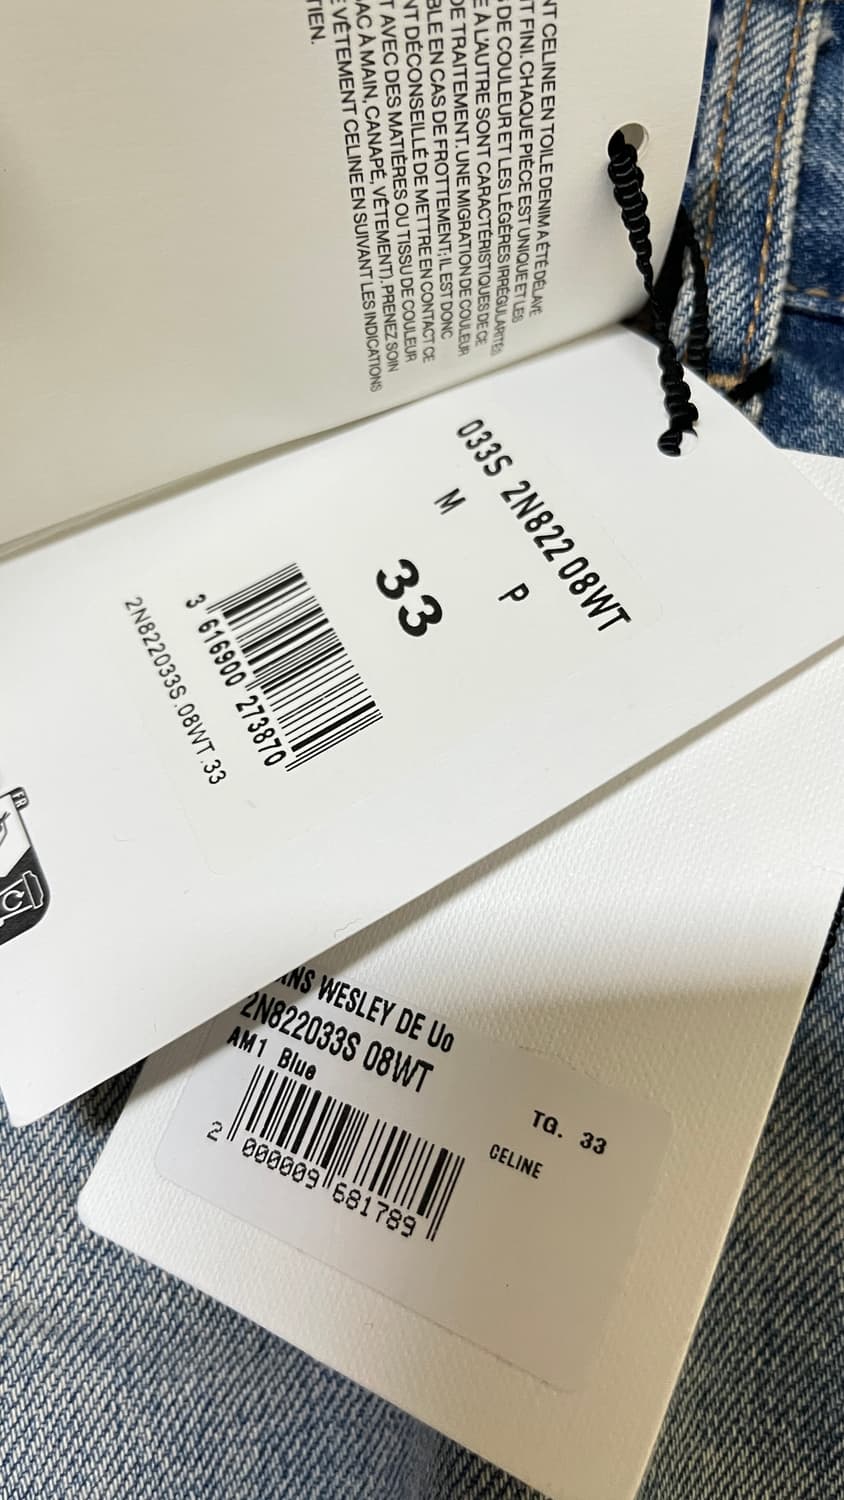 NT CELINE EN TOILE DENIM A ÉTÉ DÉLAVÉ
T FINI. CHAQUE PIÈCE EST UNIQUE ET LES
DE COULEUR ET LES LÉGÈRES IRRÉGULARITÉS
E À L'AUTRE SONT CARACTÉRISTIQUES DE CE
DE TRAITEMENT. UNE MIGRATION DE COULEUR
BLE EN CAS DE FROTTEMENT; IL EST DONC
NT DÉCONSEILLÉ DE METTRE EN CONTACT CE
T AVEC DES MATIÈRES OU TISSU DE COULEUR
AC À MAIN, CANAPÉ, VÊTEMENT). PRENEZ SOIN
E VÊTEMENT CELINE EN SUIVANT LES INDICATIONS
TIEN.
033S 2N822 08WT
M P
33
3 616900 273870
2N822033S.08WT.33
FR
ANS WESLEY DE Uo
2N822033S 08WT
AM1 Blue
TG. 33
CELINE
2 000009 681789